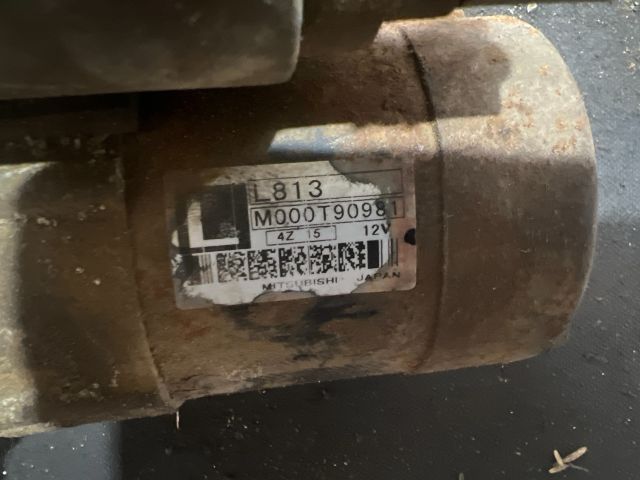 L L813
M000T90981
4Z 15 12V
MITSUBISHI JAPAN